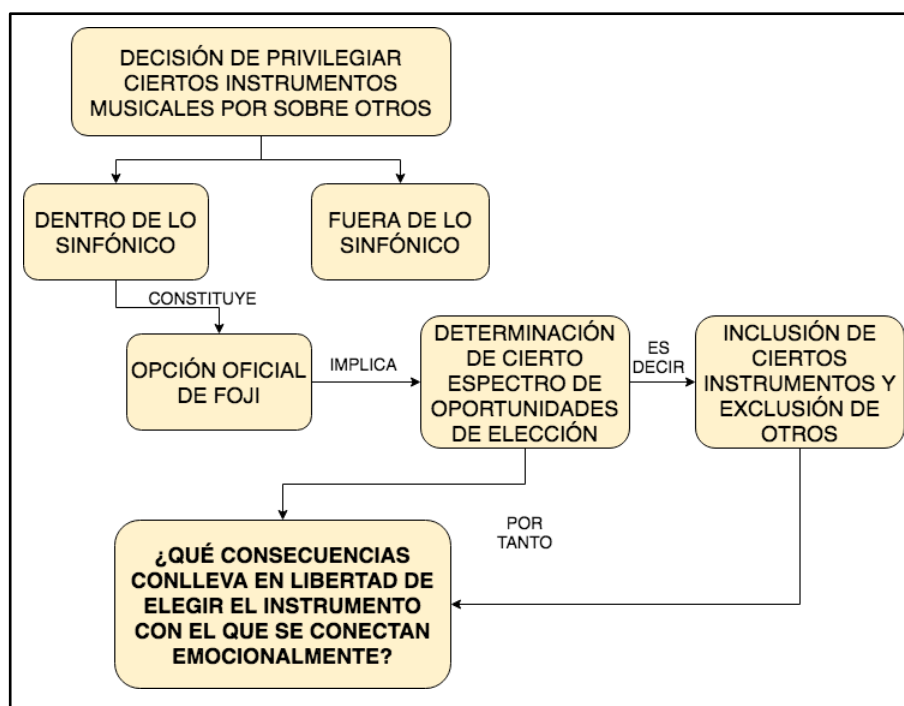 DECISIÓN DE PRIVILEGIAR
CIERTOS INSTRUMENTOS
MUSICALES POR SOBRE OTROS
DENTRO DE LO
SINFÓNICO
FUERA DE LO
SINFÓNICO
CONSTITUYE
OPCIÓN OFICIAL
DE FOJI
IMPLICA
DETERMINACIÓN
DE CIERTO
ESPECTRO DE
OPORTUNIDADES
DE ELECCIÓN
ES
DECIR
INCLUSIÓN DE
CIERTOS
INSTRUMENTOS Y
EXCLUSIÓN DE
OTROS
POR
TANTO
¿QUÉ CONSECUENCIAS
CONLLEVA EN LIBERTAD DE
ELEGIR EL INSTRUMENTO
CON EL QUE SE CONECTAN
EMOCIONALMENTE?